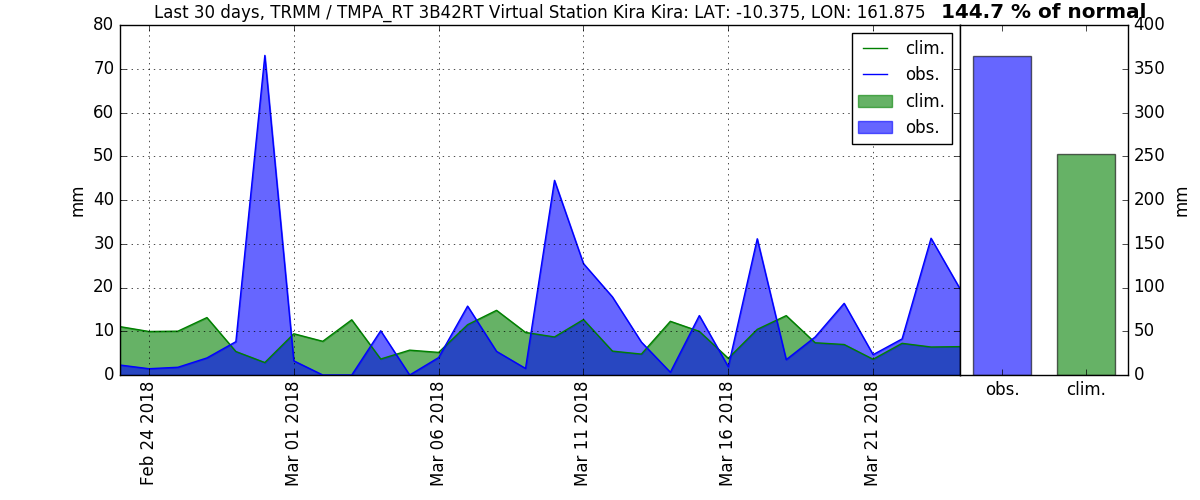 Last 30 days, TRMM / TMPA_RT 3B42RT Virtual Station Kira Kira: LAT: -10.375, LON: 161.875 144.7 % of normal
80
70
60
50
40
30
20
10
0
mm
clim.
obs.
clim.
obs.
Feb 24 2018
Mar 01 2018
Mar 06 2018
Mar 11 2018
Mar 16 2018
Mar 21 2018
400
350
300
250
200
150
100
50
0
mm
obs.
clim.